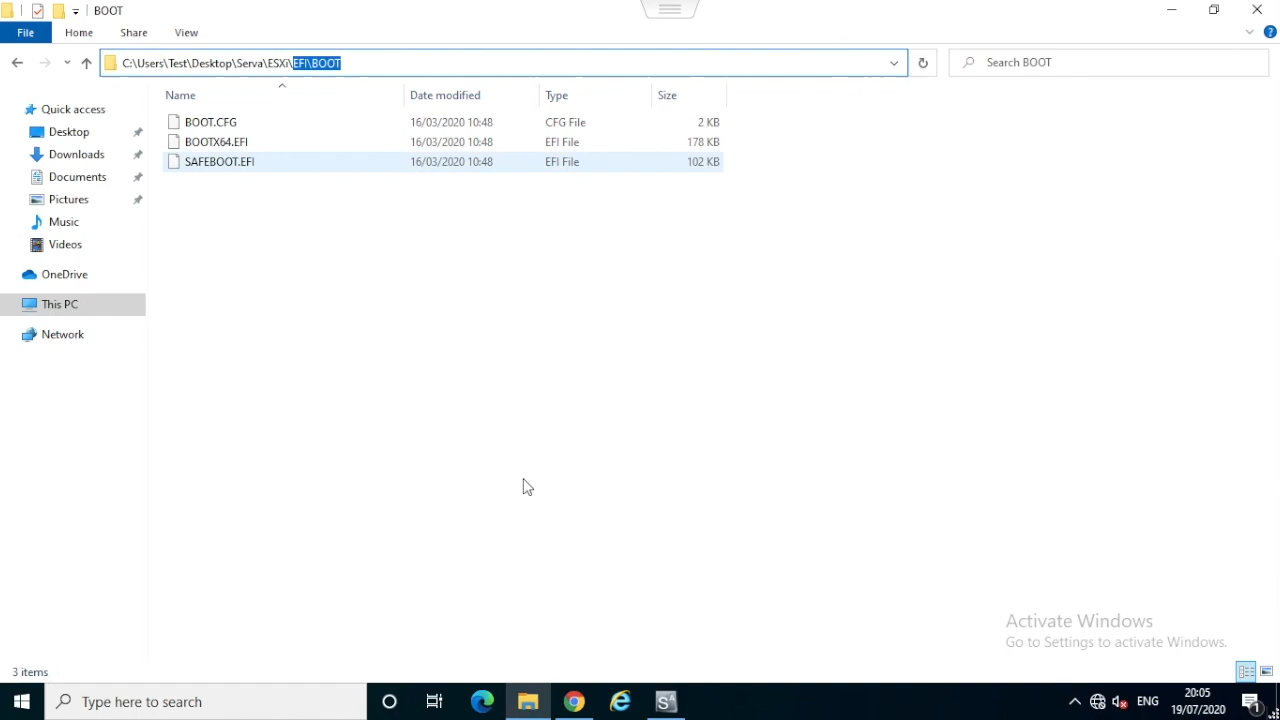 BOOT
File Home Share View
C:\Users\Test\Desktop\Serva\ESXi\EFI\BOOT
Search BOOT
Name Date modified Type Size
BOOT.CFG 16/03/2020 10:48 CFG File 2 KB
BOOTX64.EFI 16/03/2020 10:48 EFI File 178 KB
SAFEBOOT.EFI 16/03/2020 10:48 EFI File 102 KB
Quick access
Desktop
Downloads
Documents
Pictures
Music
Videos
OneDrive
This PC
Network
Activate Windows
Go to Settings to activate Windows.
3 items
Type here to search
ENG
20:05
19/07/2020
1